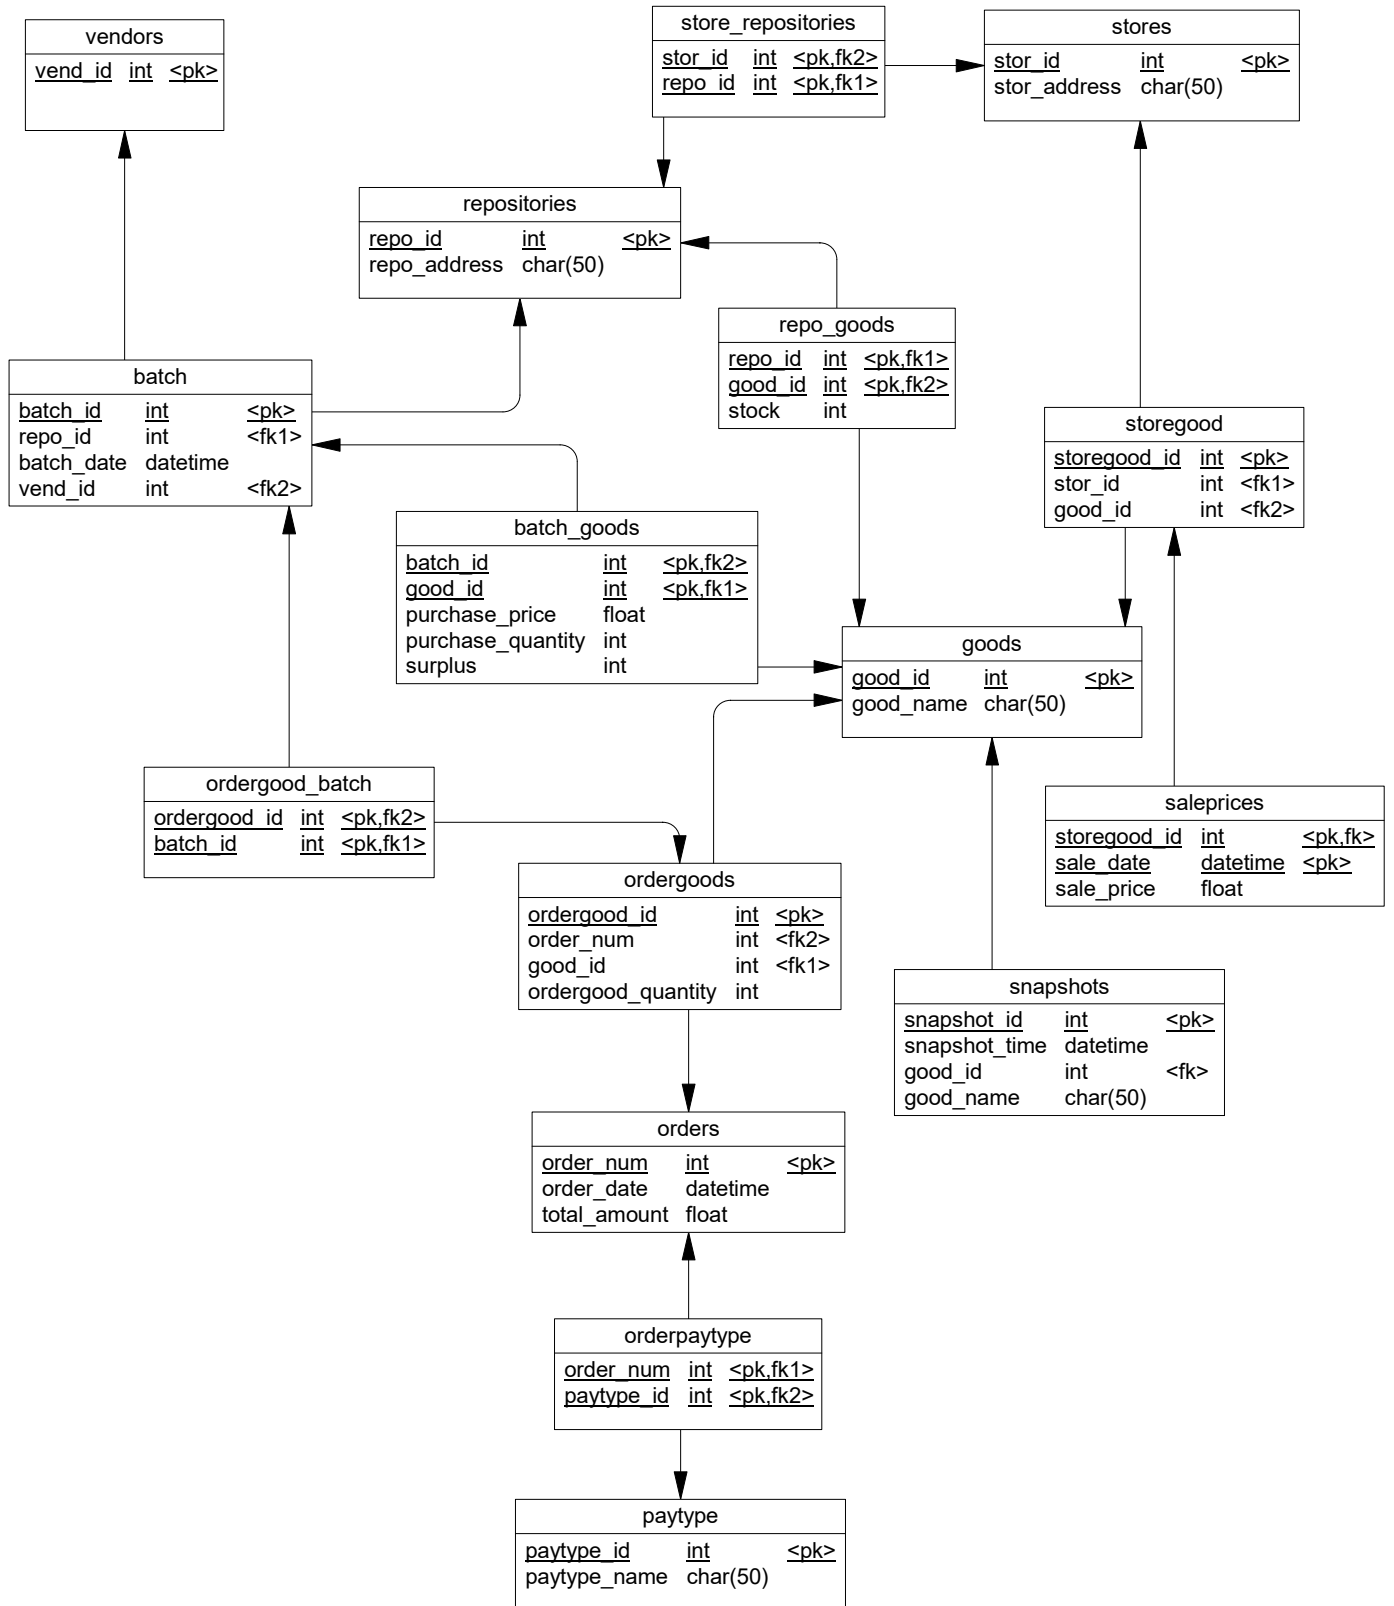 vendors
vend_id int <pk>
store_repositories
stor_id int <pk,fk2>
repo_id int <pk,fk1>
stores
stor_id int <pk>
stor_address char(50)
repositories
repo_id int <pk>
repo_address char(50)
repo_goods
repo_id int <pk,fk1>
good_id int <pk,fk2>
stock int
batch
batch_id int <pk>
repo_id int <fk1>
batch_date datetime
vend_id int <fk2>
storegood
storegood_id int <pk>
stor_id int <fk1>
good_id int <fk2>
batch_goods
batch_id int <pk,fk2>
good_id int <pk,fk1>
purchase_price float
purchase_quantity int
surplus int
goods
good_id int <pk>
good_name char(50)
ordergood_batch
ordergood_id int <pk,fk2>
batch_id int <pk,fk1>
saleprices
storegood_id int <pk,fk>
sale_date datetime <pk>
sale_price float
ordergoods
ordergood_id int <pk>
order_num int <fk2>
good_id int <fk1>
ordergood_quantity int
snapshots
snapshot_id int <pk>
snapshot_time datetime
good_id int <fk>
good_name char(50)
orders
order_num int <pk>
order_date datetime
total_amount float
orderpaytype
order_num int <pk,fk1>
paytype_id int <pk,fk2>
paytype
paytype_id int <pk>
paytype_name char(50)